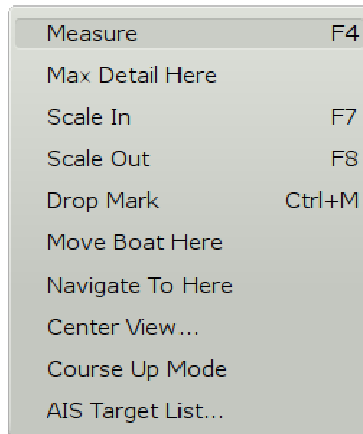 Measure F4
Max Detail Here
Scale In F7
Scale Out F8
Drop Mark Ctrl+M
Move Boat Here
Navigate To Here
Center View...
Course Up Mode
AIS Target List...